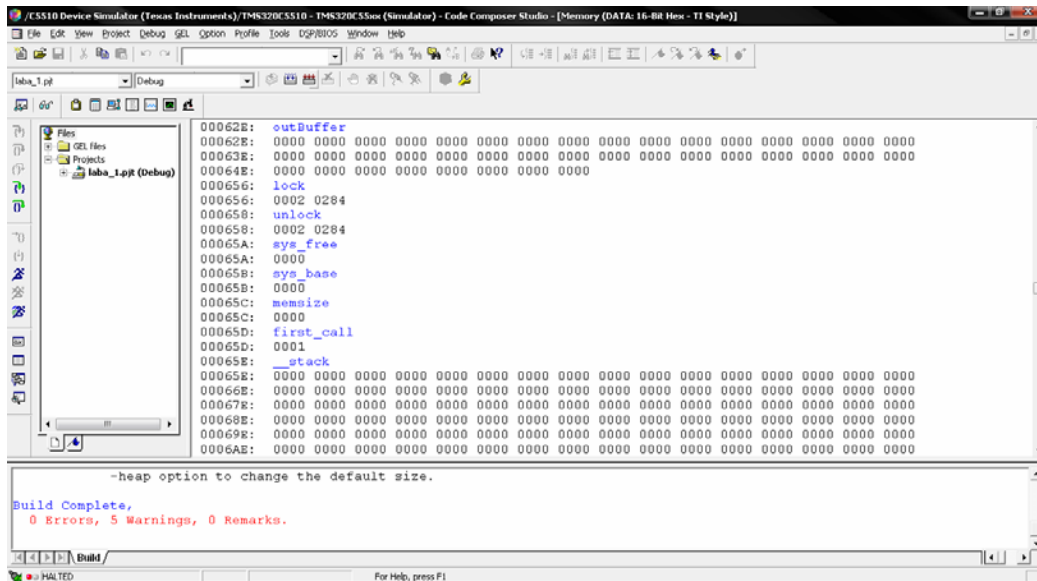 /C5510 Device Simulator (Texas Instruments)/TMS320C5510 - TMS320C55xx (Simulator) - Code Composer Studio - [Memory (DATA: 16-Bit Hex - TI Style)]
File Edit View Project Debug GEL Option Profile Tools DSP/BIOS Window Help
laba_1.pjt Debug
Files
GEL files
Projects
laba_1.pjt (Debug)
00062E: outBuffer
00062E: 0000 0000 0000 0000 0000 0000 0000 0000 0000 0000 0000 0000 0000 0000 0000 0000
00063E: 0000 0000 0000 0000 0000 0000 0000 0000 0000 0000 0000 0000 0000 0000 0000 0000
00064E: 0000 0000 0000 0000 0000 0000 0000 0000
000656: lock
000656: 0002 0284
000658: unlock
000658: 0002 0284
00065A: sys_free
00065A: 0000
00065B: sys_base
00065B: 0000
00065C: memsize
00065C: 0000
00065D: first_call
00065D: 0001
00065E: __stack
00065E: 0000 0000 0000 0000 0000 0000 0000 0000 0000 0000 0000 0000 0000 0000 0000 0000
00066E: 0000 0000 0000 0000 0000 0000 0000 0000 0000 0000 0000 0000 0000 0000 0000 0000
00067E: 0000 0000 0000 0000 0000 0000 0000 0000 0000 0000 0000 0000 0000 0000 0000 0000
00068E: 0000 0000 0000 0000 0000 0000 0000 0000 0000 0000 0000 0000 0000 0000 0000 0000
00069E: 0000 0000 0000 0000 0000 0000 0000 0000 0000 0000 0000 0000 0000 0000 0000 0000
0006AE: 0000 0000 0000 0000 0000 0000 0000 0000 0000 0000 0000 0000 0000 0000 0000 0000
-heap option to change the default size.
Build Complete,
0 Errors, 5 Warnings, 0 Remarks.
Build
HALTED For Help, press F1